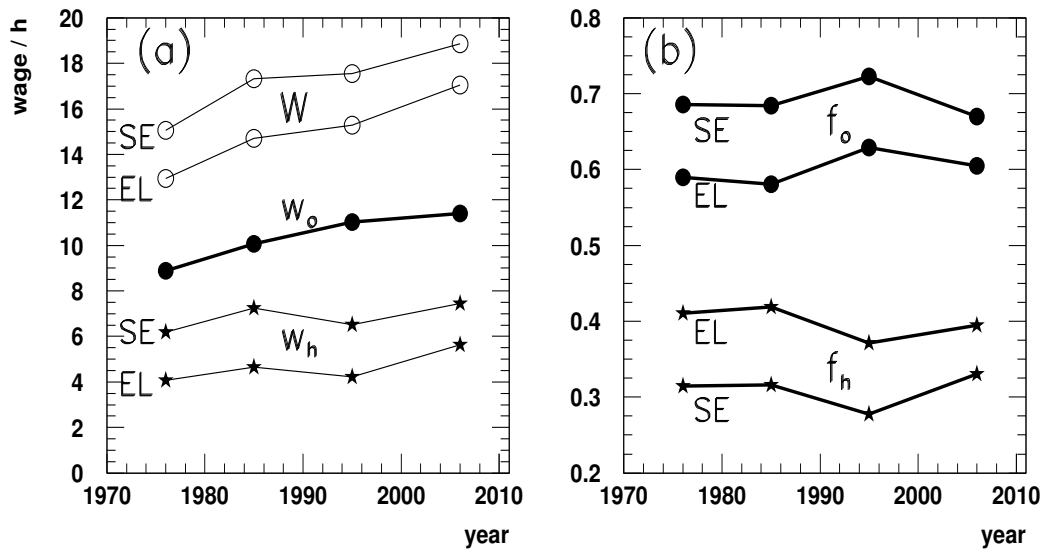 wage / h
20
18
16
14
12
10
8
6
4
2
0
1970 1980 1990 2000 2010
year
(a)
SE
W
EL
W_o
SE
W_h
EL
0.8
0.7
0.6
0.5
0.4
0.3
0.2
1970 1980 1990 2000 2010
year
(b)
SE
f_o
EL
EL
f_h
SE